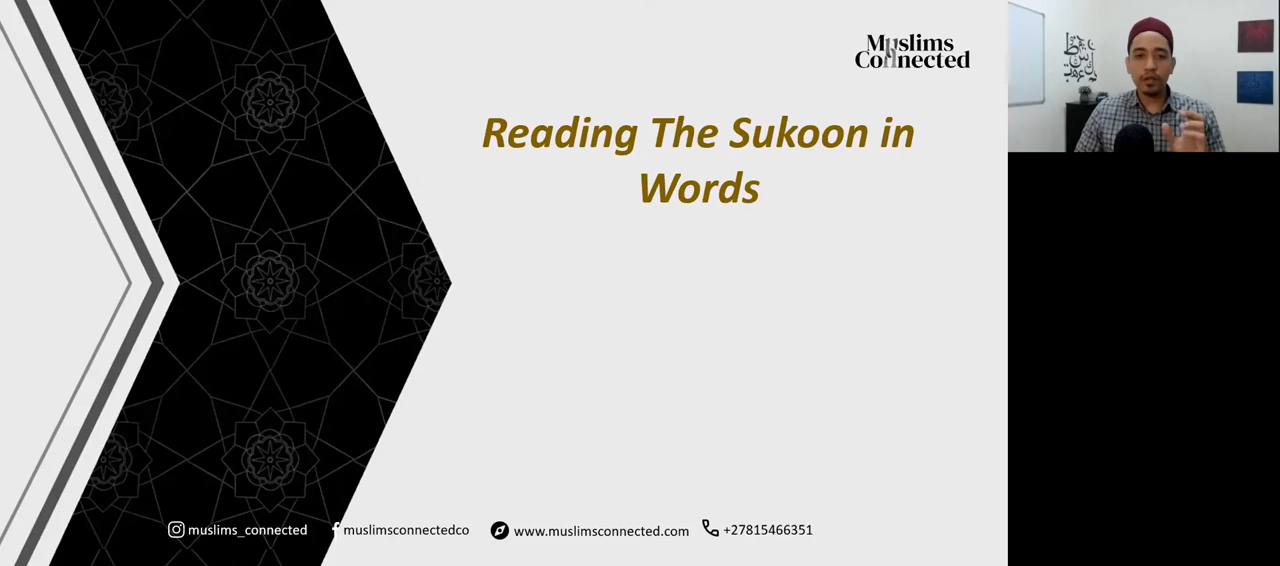 Muslims
Connected
Reading The Sukoon in
Words
muslims_connected
muslimsconnectedco
www.muslimsconnected.com
+27815466351